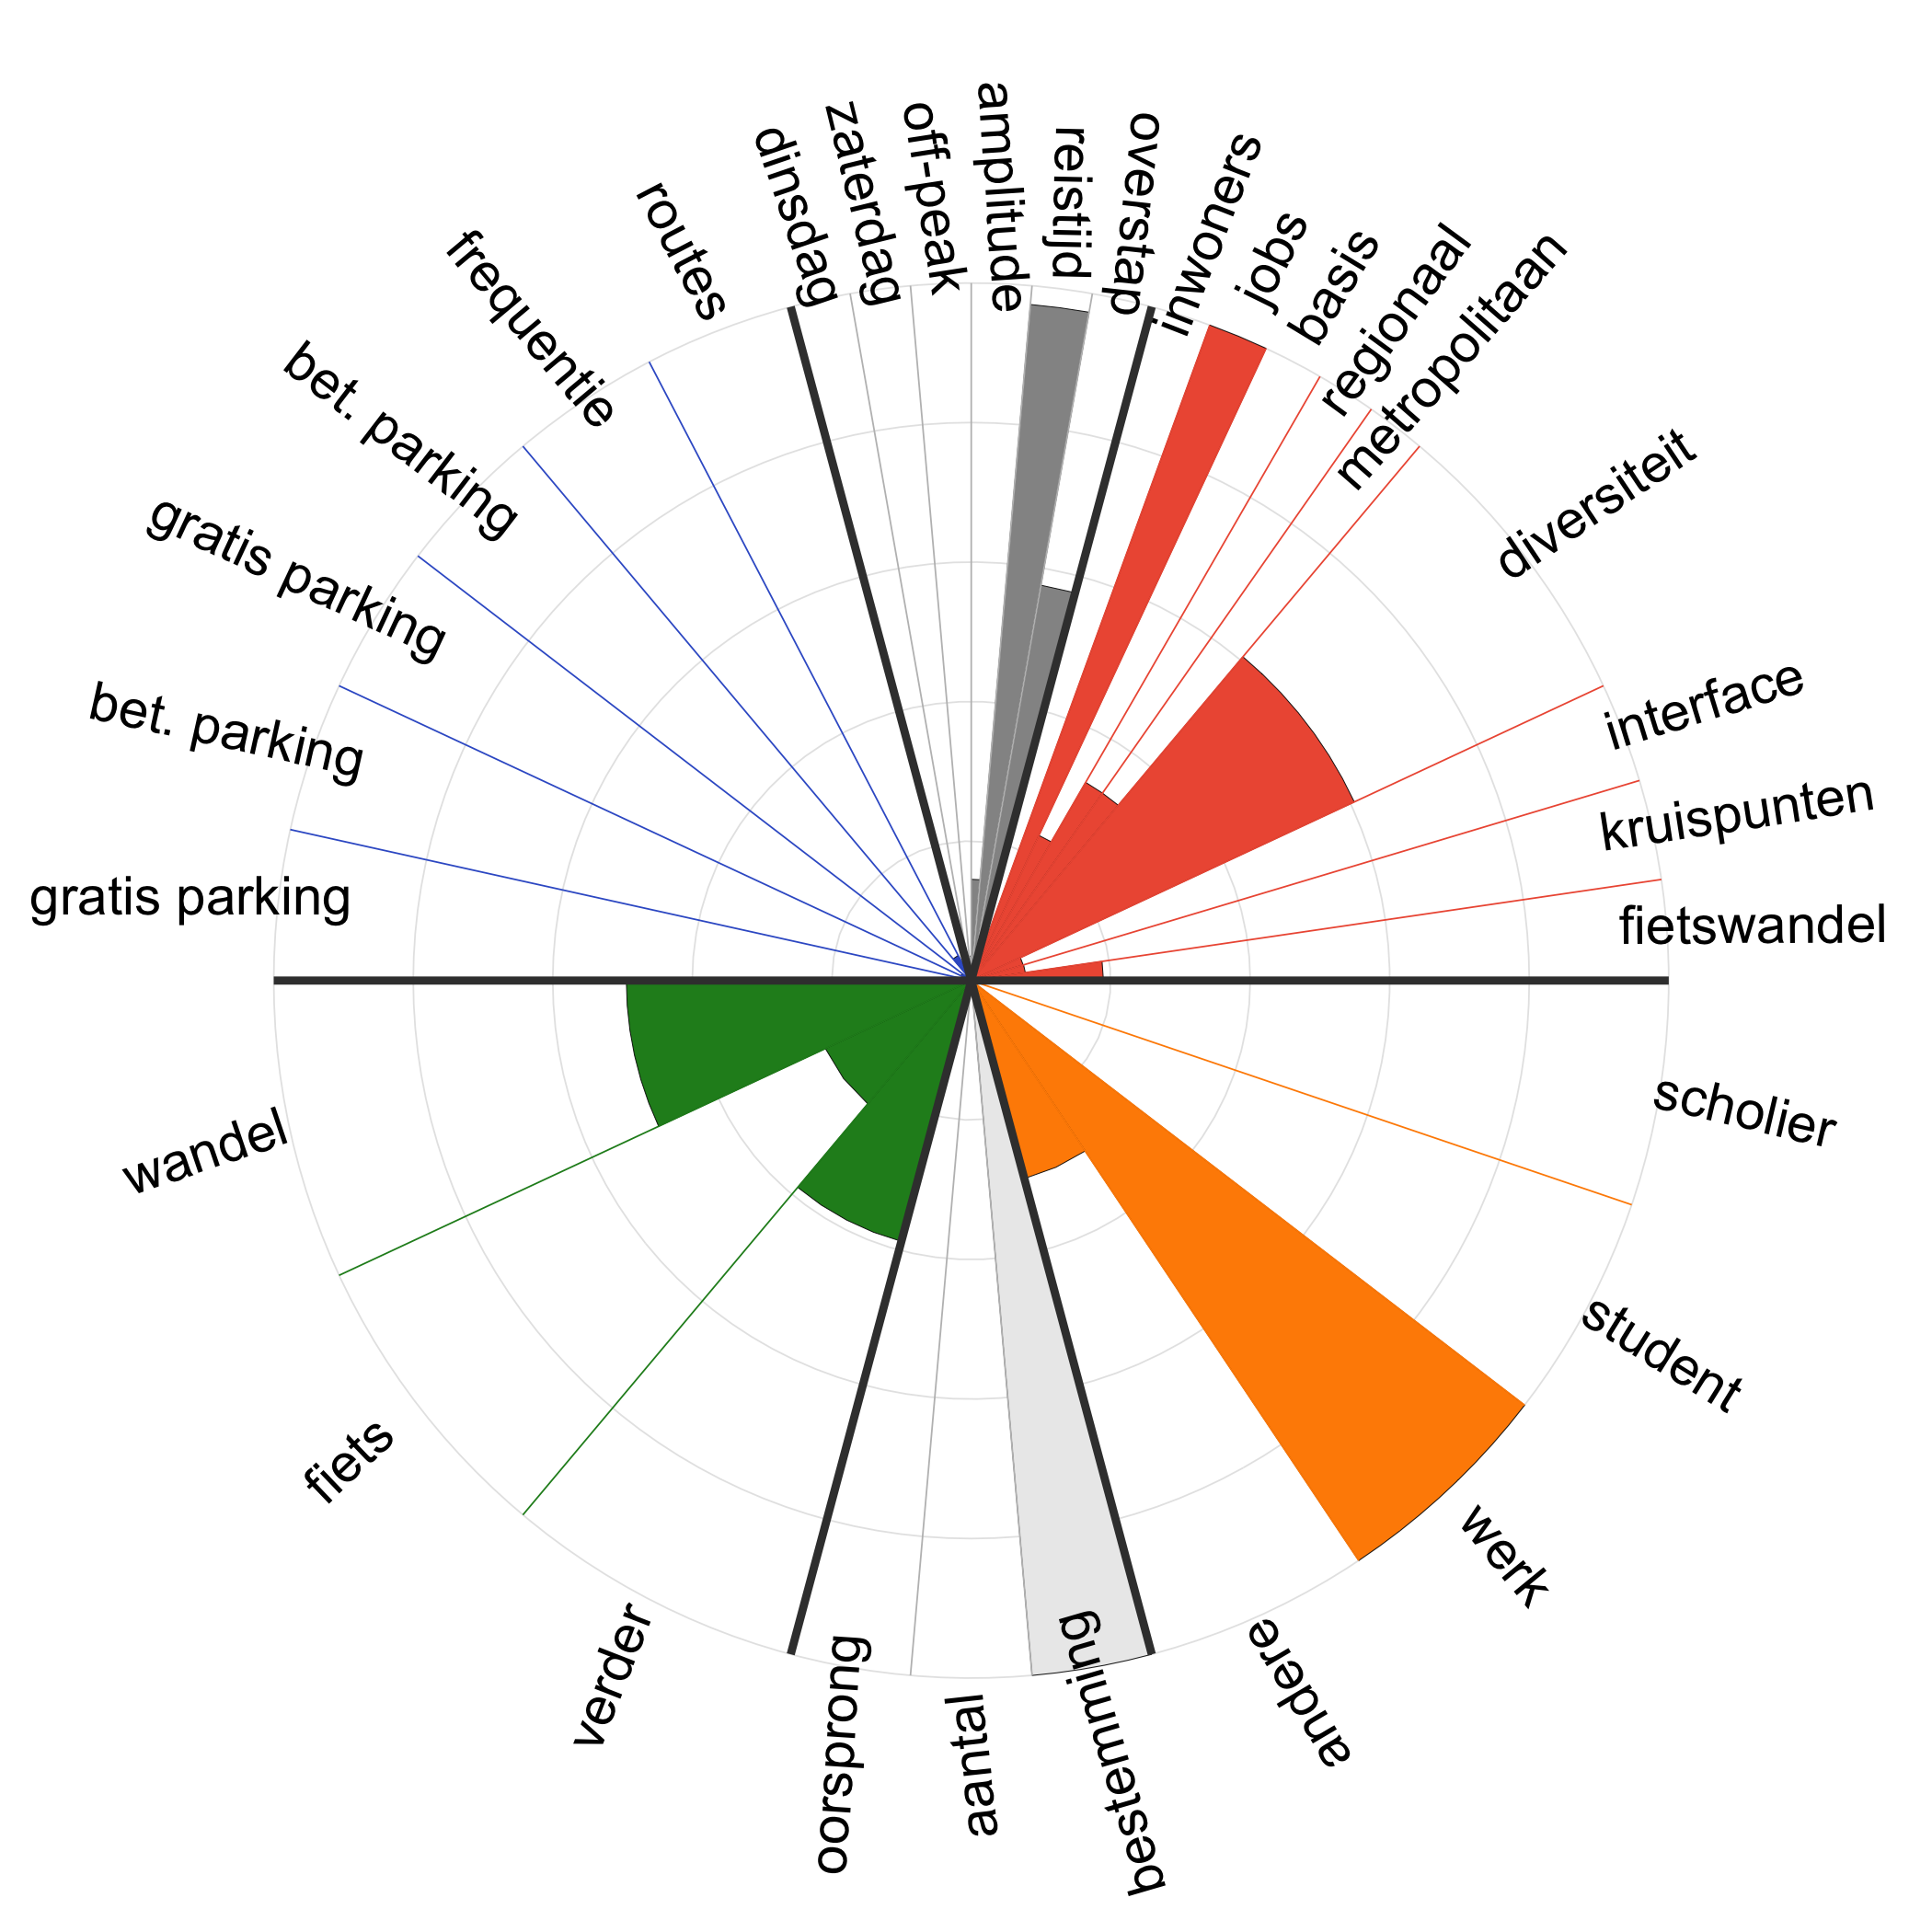 amplitude
reistijd
overstap
inwoners
jobs
basis
regionaal
metropolitaan
diversiteit
interface
kruispunten
fietswandel
scholier
student
werk
andere
bestemming
aantal
oorsprong
verder
fiets
wandel
gratis parking
bet. parking
gratis parking
bet. parking
frequentie
routes
dinsdag
zaterdag
off-peak